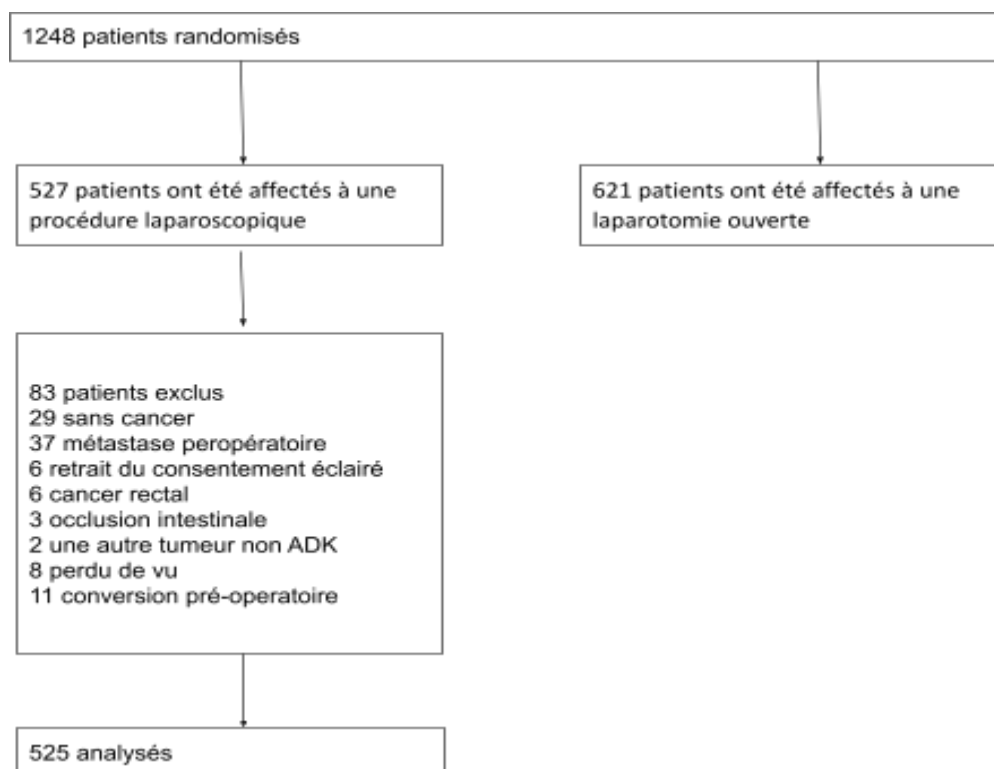 1248 patients randomisés
527 patients ont été affectés à une
procédure laparoscopique
621 patients ont été affectés à une
laparotomie ouverte
83 patients exclus
29 sans cancer
37 métastase peropératoire
6 retrait du consentement éclairé
6 cancer rectal
3 occlusion intestinale
2 une autre tumeur non ADK
8 perdu de vu
11 conversion pré-operatoire
525 analysés